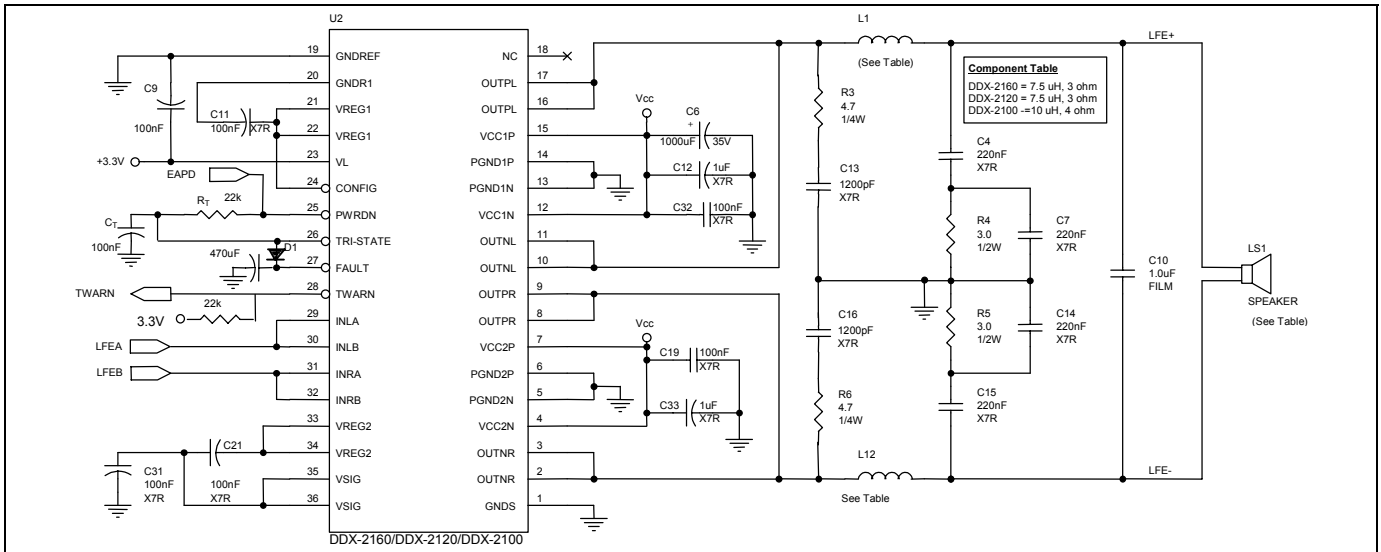 U2
19 GNDREF
20 GNDR1
21 VREG1
22 VREG1
23 VL
24 CONFIG
25 PWRDN
26 TRI-STATE
27 FAULT
28 TWARN
29 INLA
30 INLB
31 INRA
32 INRB
33 VREG2
34 VREG2
35 VSIG
36 VSIG
NC 18
OUTPL 17
OUTPL 16
VCC1P 15
PGND1P 14
PGND1N 13
VCC1N 12
OUTNL 11
OUTNL 10
OUTPR 9
OUTPR 8
VCC2P 7
PGND2P 6
PGND2N 5
VCC2N 4
OUTNR 3
OUTNR 2
GNDS 1
DDX-2160/DDX-2120/DDX-2100
C9
100nF
C11
100nF X7R
+3.3V
EAPD
RT 22k
CT
100nF
D1
470uF
TWARN
22k
3.3V
LFEA
LFEB
C21
100nF
X7R
C31
100nF
X7R
Vcc
C6
+
1000uF 35V
C12 1uF
X7R
C32 100nF
X7R
Vcc
C19 100nF
X7R
C33 1uF
X7R
L1
(See Table)
R3
4.7
1/4W
C13
1200pF
X7R
C16
1200pF
X7R
R6
4.7
1/4W
L12
See Table
Component Table
DDX-2160 = 7.5 uH, 3 ohm
DDX-2120 = 7.5 uH, 3 ohm
DDX-2100 -=10 uH, 4 ohm
C4
220nF
X7R
R4
3.0
1/2W
C7
220nF
X7R
R5
3.0
1/2W
C14
220nF
X7R
C15
220nF
X7R
C10
1.0uF
FILM
LFE+
LFE-
LS1
SPEAKER
(See Table)